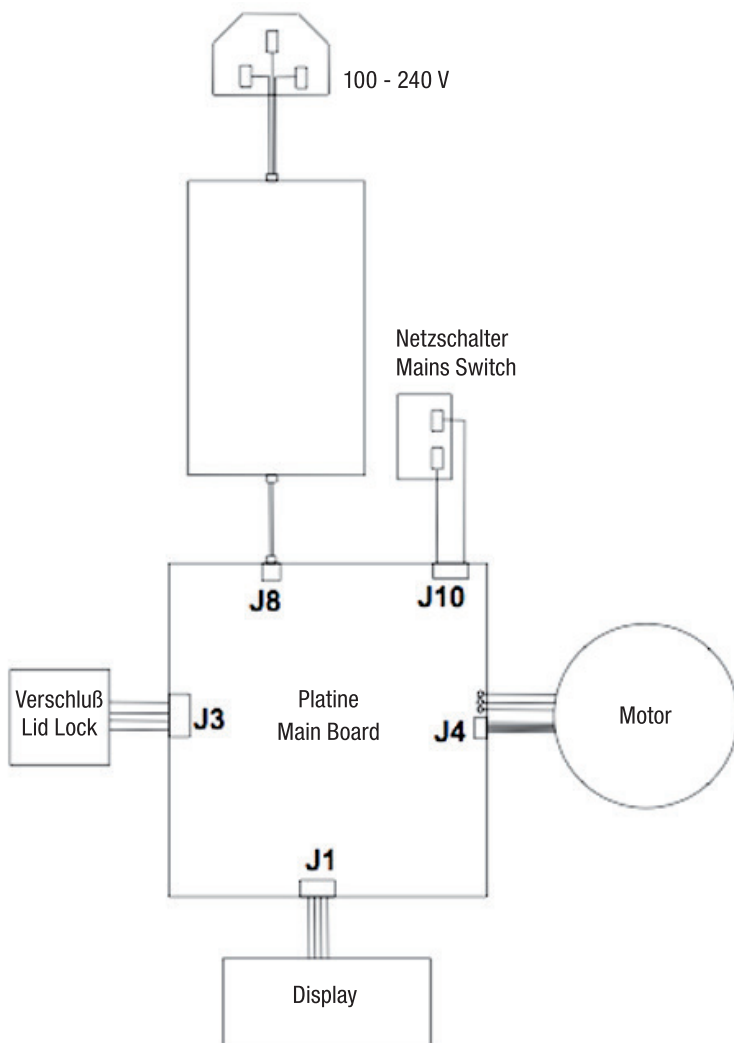 100 - 240 V
Netzschalter
Mains Switch
J8
J10
Verschluß
Lid Lock
J3
Platine
Main Board
J4
Motor
J1
Display